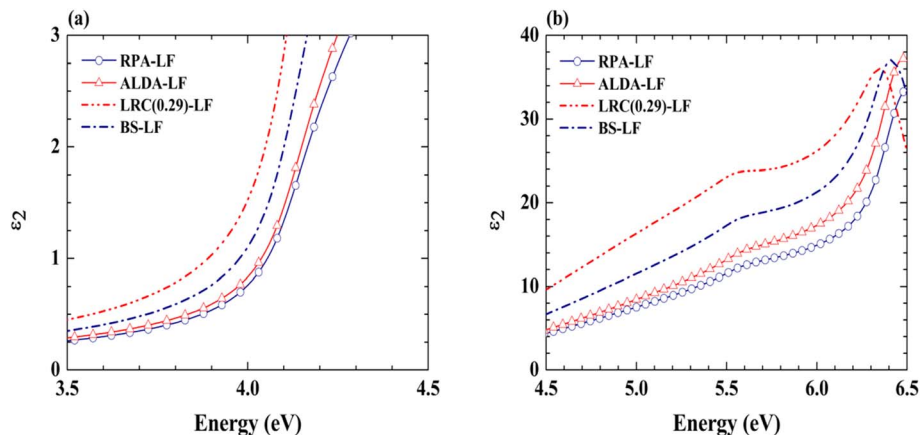 (a)
3
2
1
0
ε2
RPA-LF
ALDA-LF
LRC(0.29)-LF
BS-LF
3.5 4.0 4.5
Energy (eV)
(b)
40
30
20
10
0
ε2
RPA-LF
ALDA-LF
LRC(0.29)-LF
BS-LF
4.5 5.0 5.5 6.0 6.5
Energy (eV)